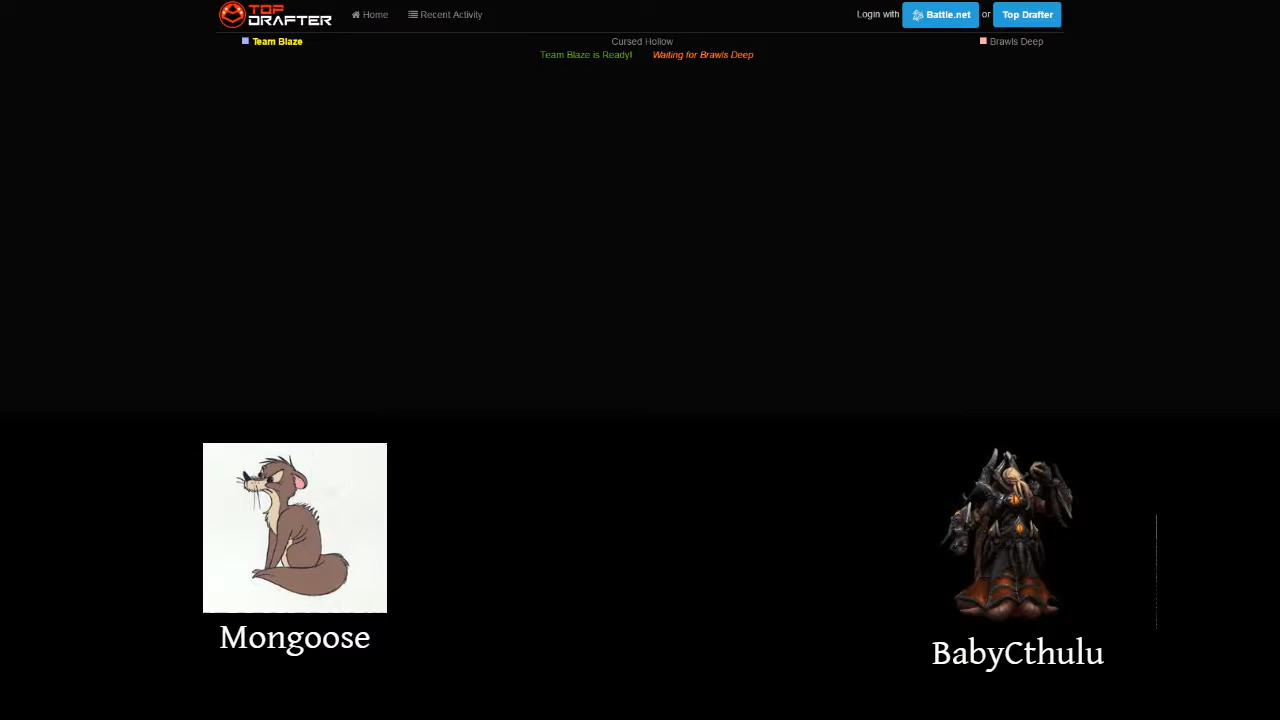 TOP DRAFTER Home Recent Activity Login with Battle.net or Top Drafter
Team Blaze Cursed Hollow Brawls Deep
Team Blaze is Ready! Waiting for Brawls Deep
Mongoose
BabyCthulu